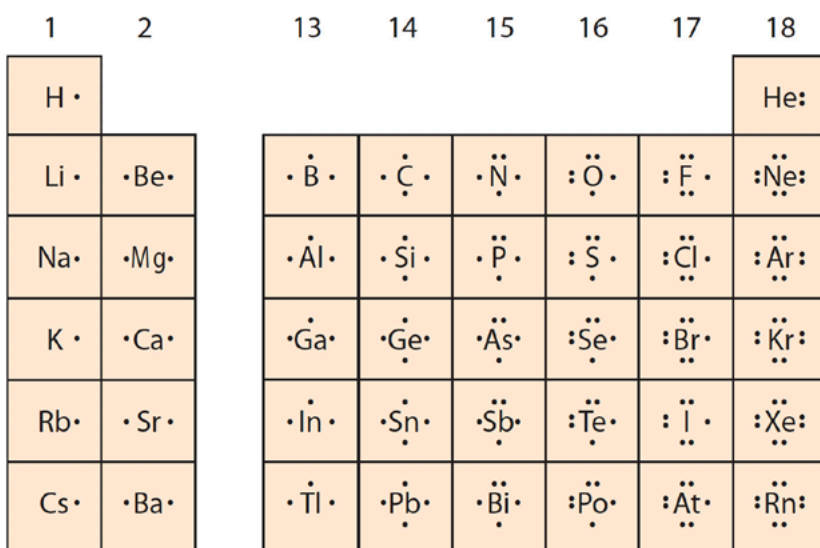 1 2 13 14 15 16 17 18
H He
Li Be B C N O F Ne
Na Mg Al Si P S Cl Ar
K Ca Ga Ge As Se Br Kr
Rb Sr In Sn Sb Te I Xe
Cs Ba Tl Pb Bi Po At Rn